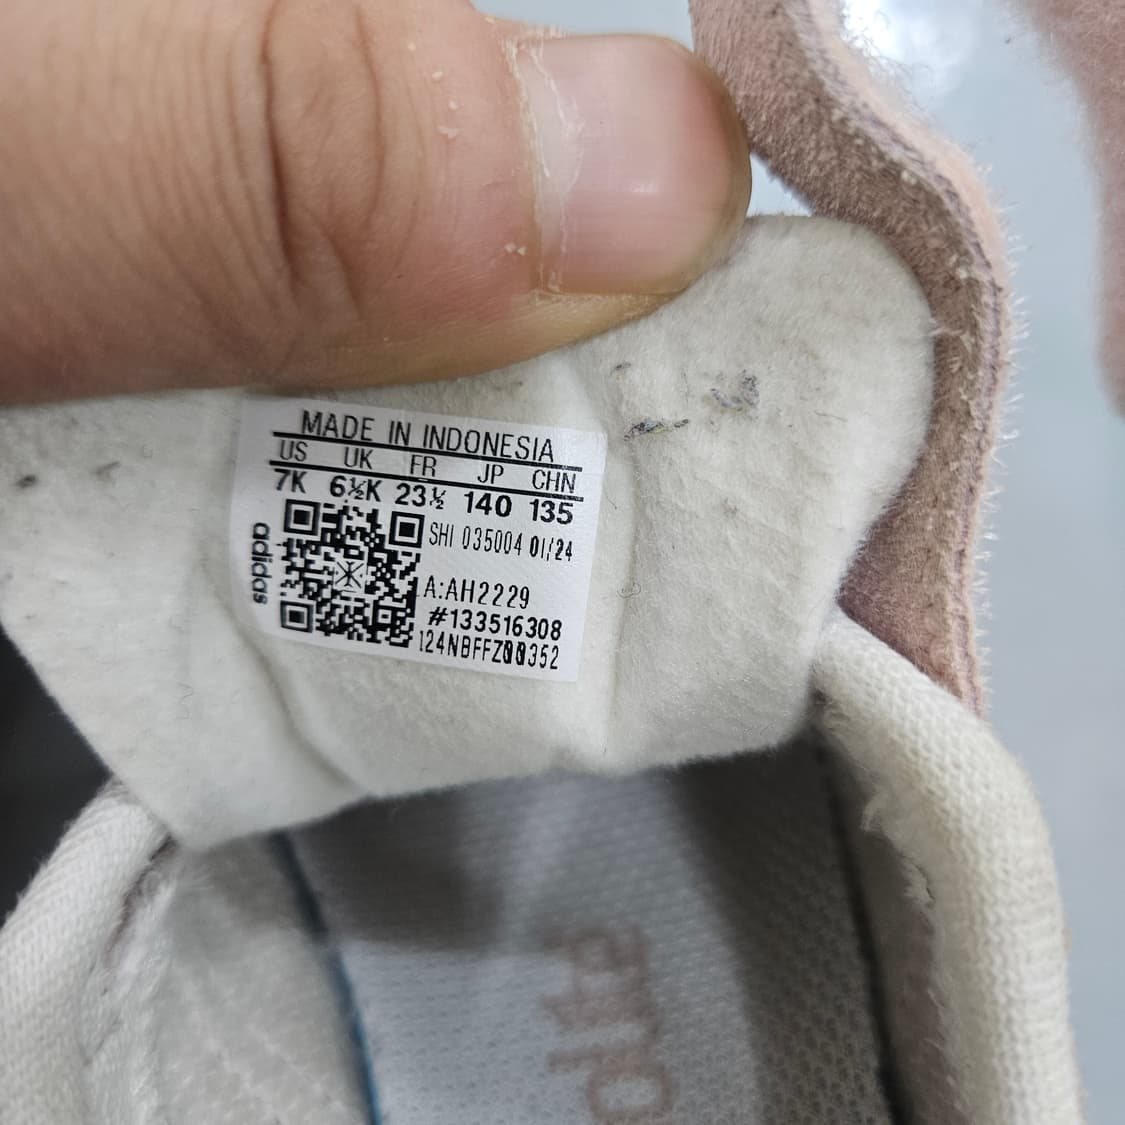 MADE IN INDONESIA
US UK FR JP CHN
7K 6½K 23½ 140 135
SHI 035004 01/24
A:AH2229
#133516308
124NBFFZ00352
adidas